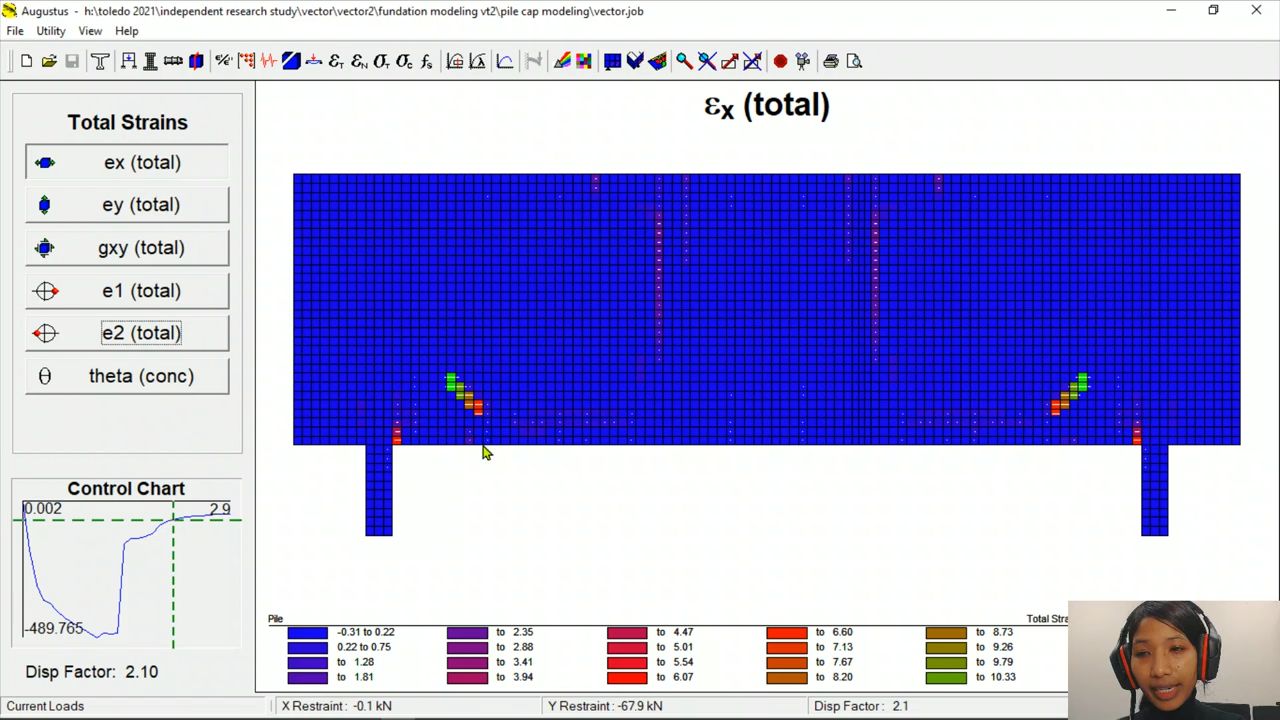 Augustus - h:\toledo 2021\independent research study\vector\vector2\fundation modeling vt2\pile cap modeling\vector.job
File Utility View Help
εT εN σT σC fS
εx (total)
Total Strains
ex (total)
ey (total)
gxy (total)
e1 (total)
e2 (total)
θ theta (conc)
Control Chart
0.002 2.9
-489.765
Disp Factor: 2.10
Pile Total Stra
-0.31 to 0.22 to 2.35 to 4.47 to 6.60 to 8.73
0.22 to 0.75 to 2.88 to 5.01 to 7.13 to 9.26
to 1.28 to 3.41 to 5.54 to 7.67 to 9.79
to 1.81 to 3.94 to 6.07 to 8.20 to 10.33
Current Loads X Restraint : -0.1 kN Y Restraint : -67.9 kN Disp Factor : 2.1